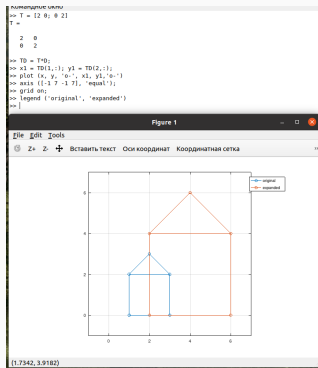 Командное окно
>> T = [2 0; 0 2]
T =
2 0
0 2
>> TD = T*D;
>> x1 = TD(1,:); y1 = TD(2,:);
>> plot (x, y, 'o-', x1, y1,'o-')
>> axis ([-1 7 -1 7], 'equal');
>> grid on;
>> legend ('original', 'expanded')
>>
Figure 1
File Edit Tools
Z+ Z- Вставить текст Оси координат Координатная сетка
original
expanded
6
4
2
0
0 2 4 6
(1.7342, 3.9182)